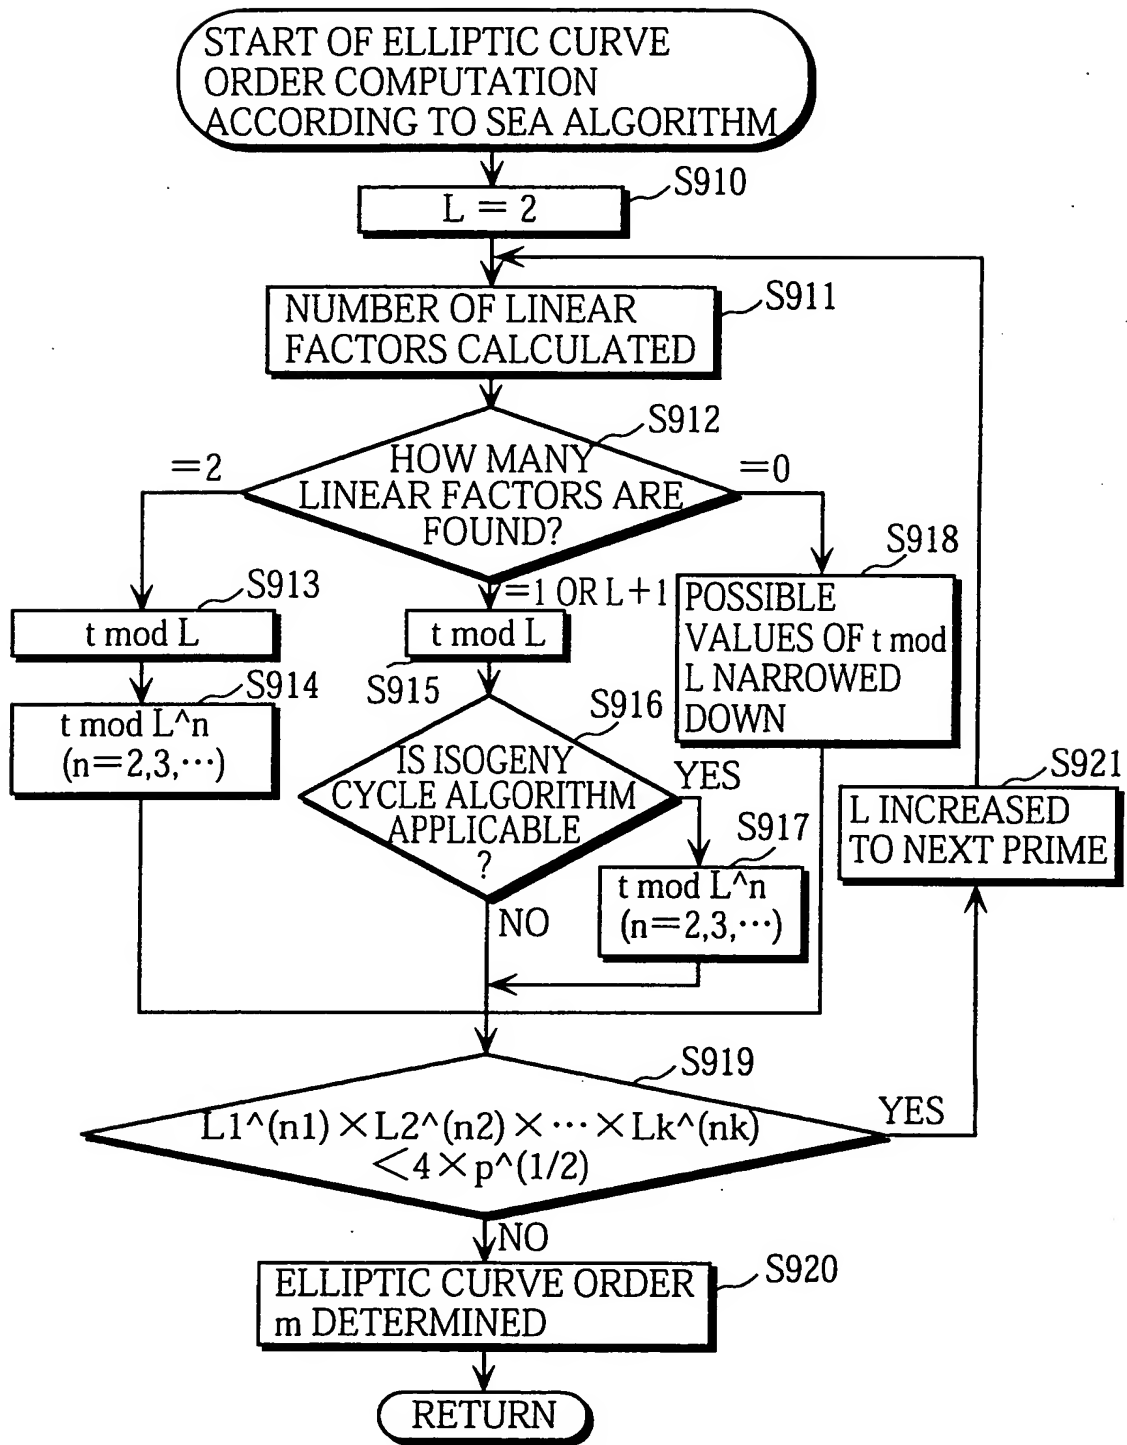 START OF ELLIPTIC CURVE
ORDER COMPUTATION
ACCORDING TO SEA ALGORITHM
S910
L = 2
S911
NUMBER OF LINEAR
FACTORS CALCULATED
S912
HOW MANY
LINEAR FACTORS ARE
FOUND?
=2
=0
=1 OR L+1
S913
t mod L
S914
t mod L^n
(n=2,3,⋯)
t mod L
S915
S916
IS ISOGENY
CYCLE ALGORITHM
APPLICABLE
?
YES
NO
S917
t mod L^n
(n=2,3,⋯)
S918
POSSIBLE
VALUES OF t mod
L NARROWED
DOWN
S921
L INCREASED
TO NEXT PRIME
S919
L1^(n1)×L2^(n2)×⋯×Lk^(nk)
<4×p^(1/2)
YES
NO
S920
ELLIPTIC CURVE ORDER
m DETERMINED
RETURN